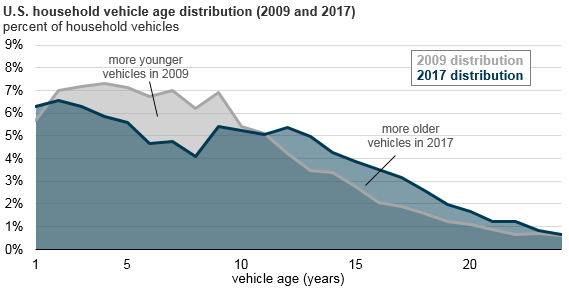 U.S. household vehicle age distribution (2009 and 2017)
percent of household vehicles
9%
8%
7%
6%
5%
4%
3%
2%
1%
0%
more younger
vehicles in 2009
2009 distribution
2017 distribution
more older
vehicles in 2017
1 5 10 15 20
vehicle age (years)